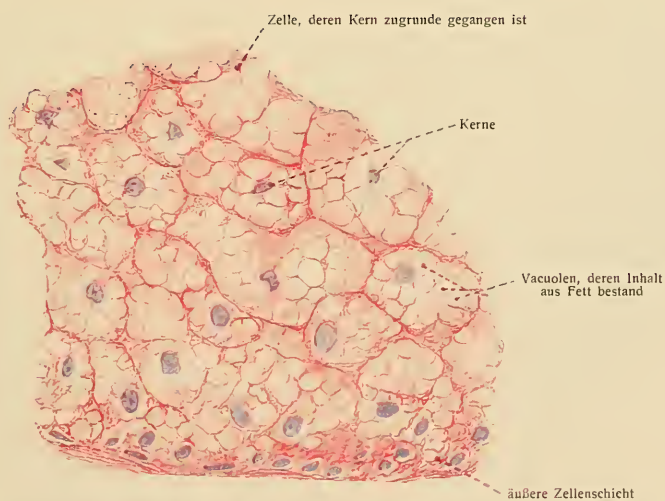 Zelle, deren Kern zugrunde gegangen ist
Kerne
Vacuolen, deren Inhalt
aus Fett bestand
äußere Zellenschicht